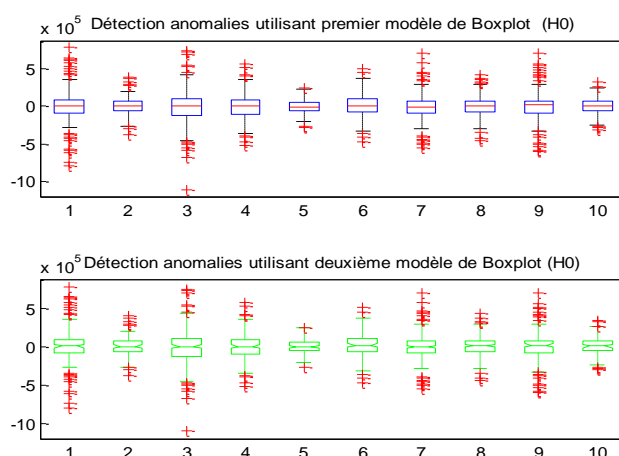 Détection anomalies utilisant premier modèle de Boxplot (H0)
x 10^5
5
0
-5
-10
1 2 3 4 5 6 7 8 9 10
x 10^5 Détection anomalies utilisant deuxième modèle de Boxplot (H0)
5
0
-5
-10
1 2 3 4 5 6 7 8 9 10